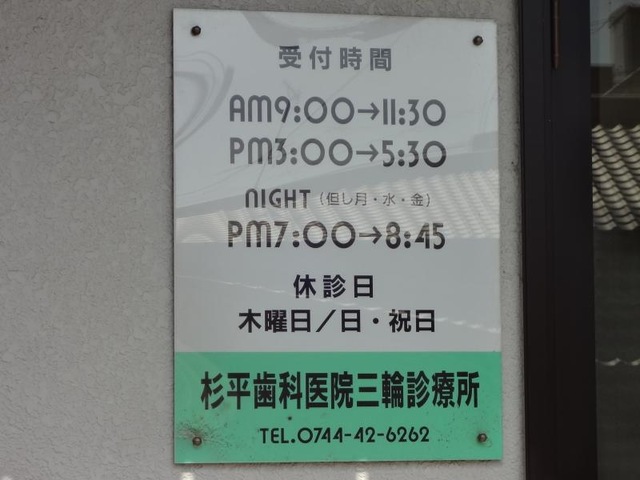 受付時間
AM9:00→11:30
PM3:00→5:30
NIGHT（但し月・水・金）
PM7:00→8:45
休診日
木曜日／日・祝日
杉平歯科医院三輪診療所
TEL.0744-42-6262